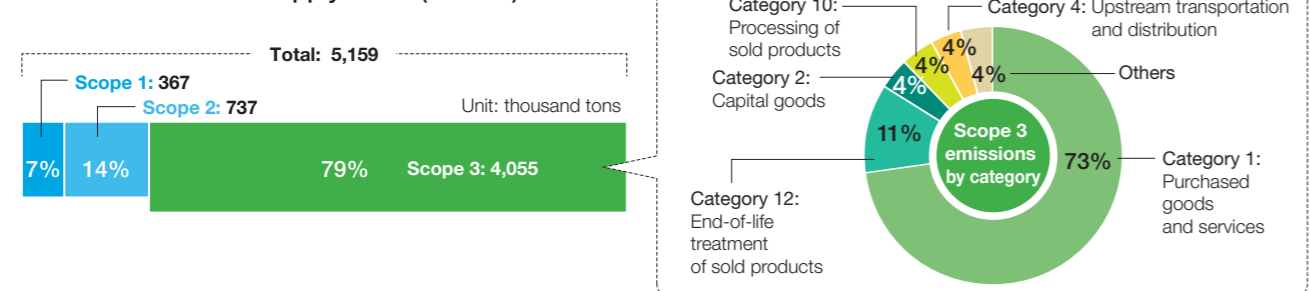 Total: 5,159
Scope 1: 367
Scope 2: 737
Unit: thousand tons
7%
14%
79%
Scope 3: 4,055
Category 10:
Processing of
sold products
Category 4: Upstream transportation
and distribution
Category 2:
Capital goods
Others
4%
4%
4%
4%
11%
73%
Scope 3
emissions
by category
Category 1:
Purchased
goods
and services
Category 12:
End-of-life
treatment
of sold products